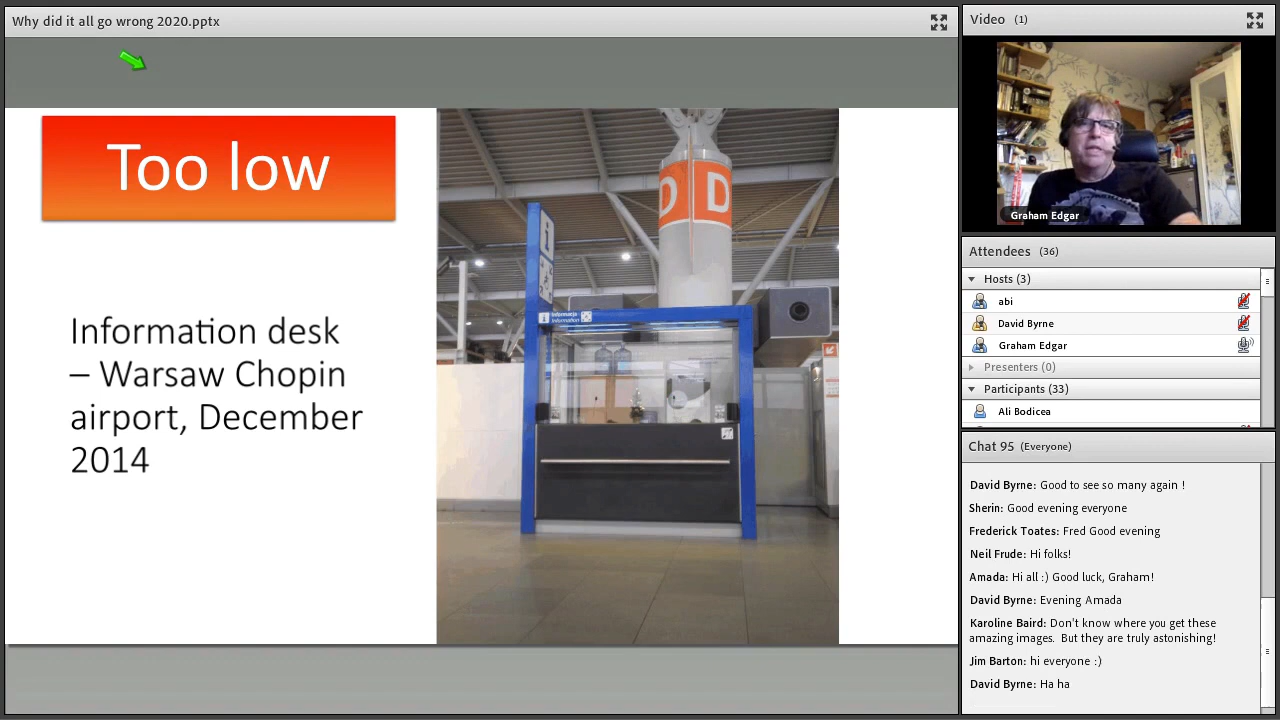 Why did it all go wrong 2020.pptx
Too low
Information desk
– Warsaw Chopin
airport, December
2014
O D
i
i Informacja
Information
Video (1)
Graham Edgar
Attendees (36)
Hosts (3)
abi
David Byrne
Graham Edgar
Presenters (0)
Participants (33)
Ali Bodicea
Chat 95 (Everyone)
David Byrne: Good to see so many again !
Sherin: Good evening everyone
Frederick Toates: Fred Good evening
Neil Frude: Hi folks!
Amada: Hi all :) Good luck, Graham!
David Byrne: Evening Amada
Karoline Baird: Don't know where you get these
amazing images.  But they are truly astonishing!
Jim Barton: hi everyone :)
David Byrne: Ha ha